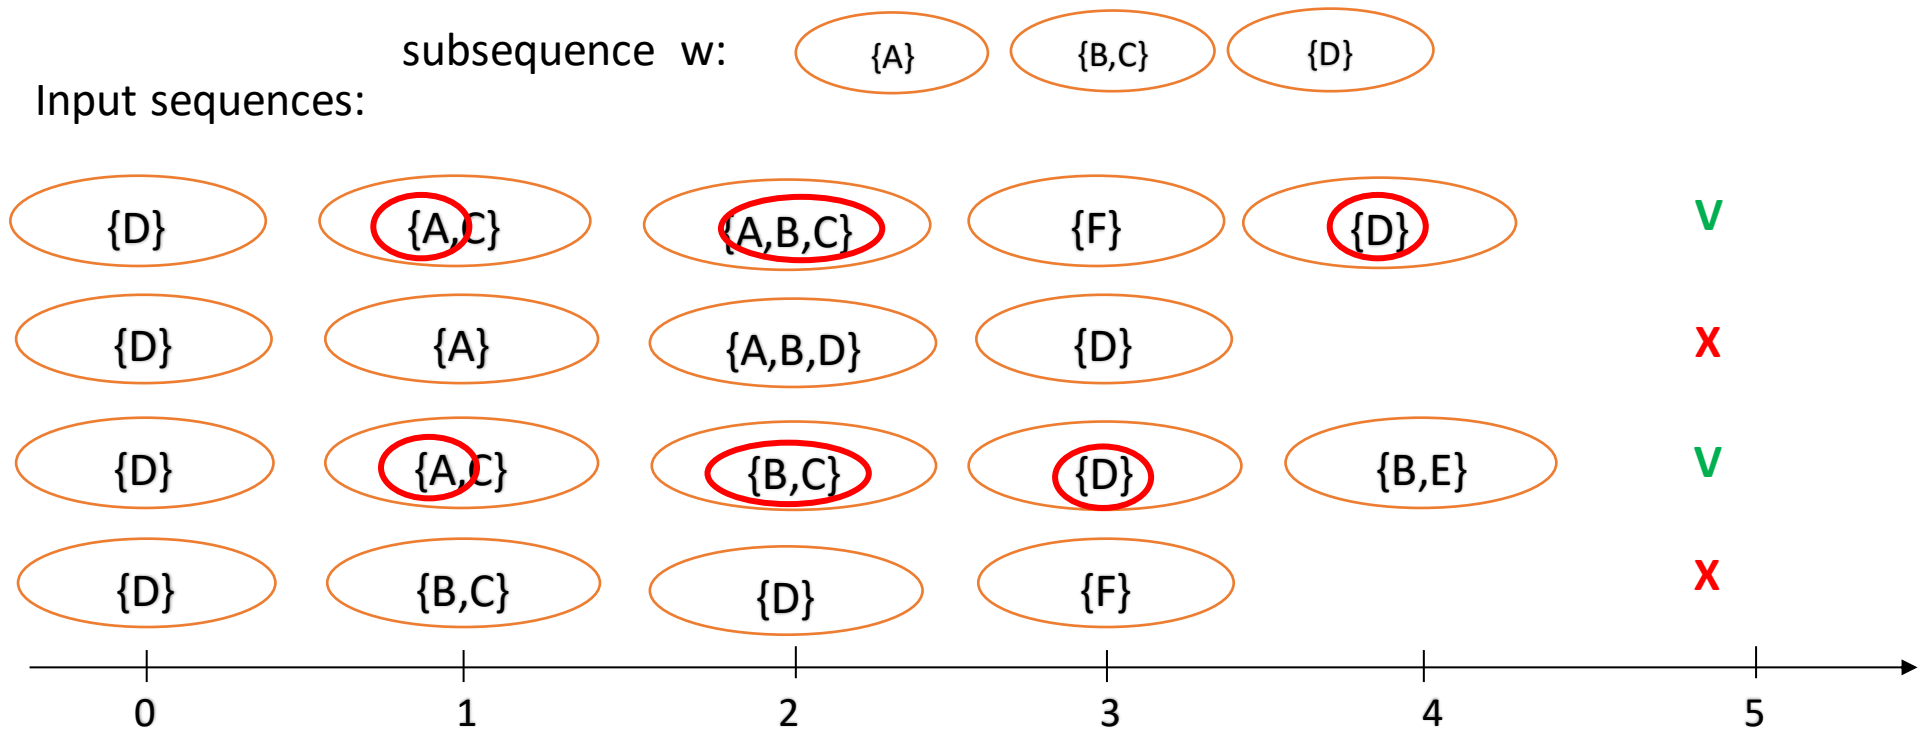 subsequence w: {A} {B,C} {D}
Input sequences:
{D} {A,C} {A,B,C} {F} {D} V
{D} {A} {A,B,D} {D} X
{D} {A,C} {B,C} {D} {B,E} V
{D} {B,C} {D} {F} X
0 1 2 3 4 5